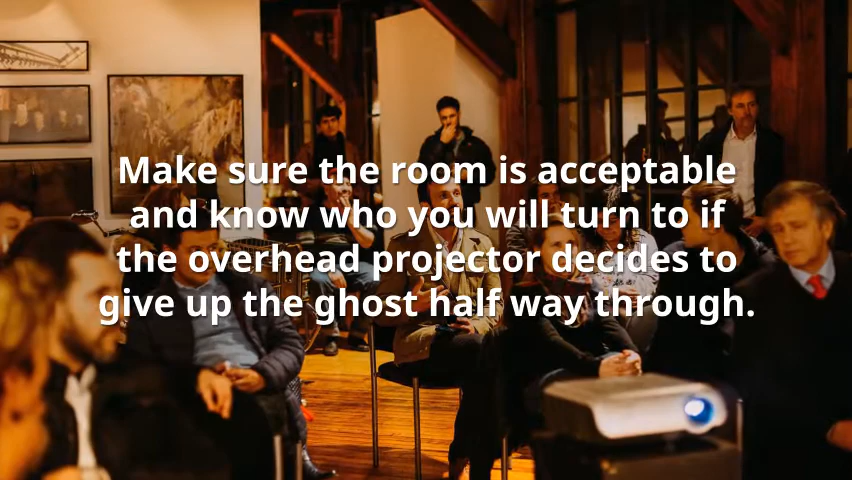 Make sure the room is acceptable
and know who you will turn to if
the overhead projector decides to
give up the ghost half way through.